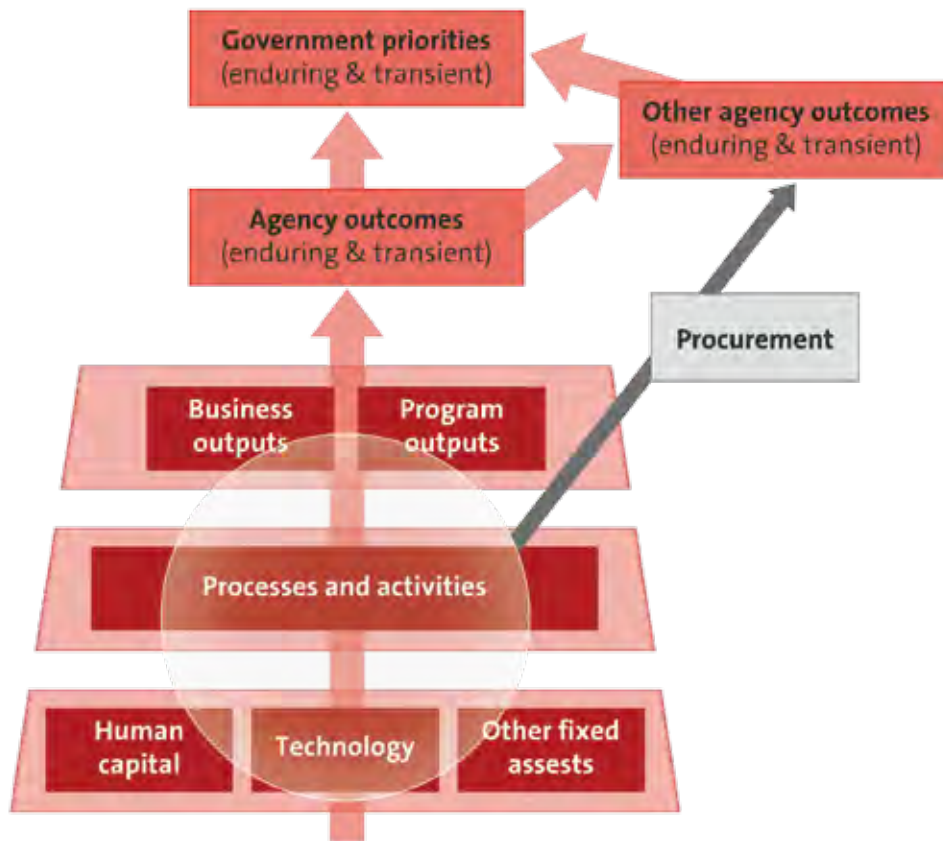 Government priorities
(enduring & transient)
Other agency outcomes
(enduring & transient)
Agency outcomes
(enduring & transient)
Procurement
Business
outputs
Program
outputs
Processes and activities
Human
capital
Technology
Other fixed
assests